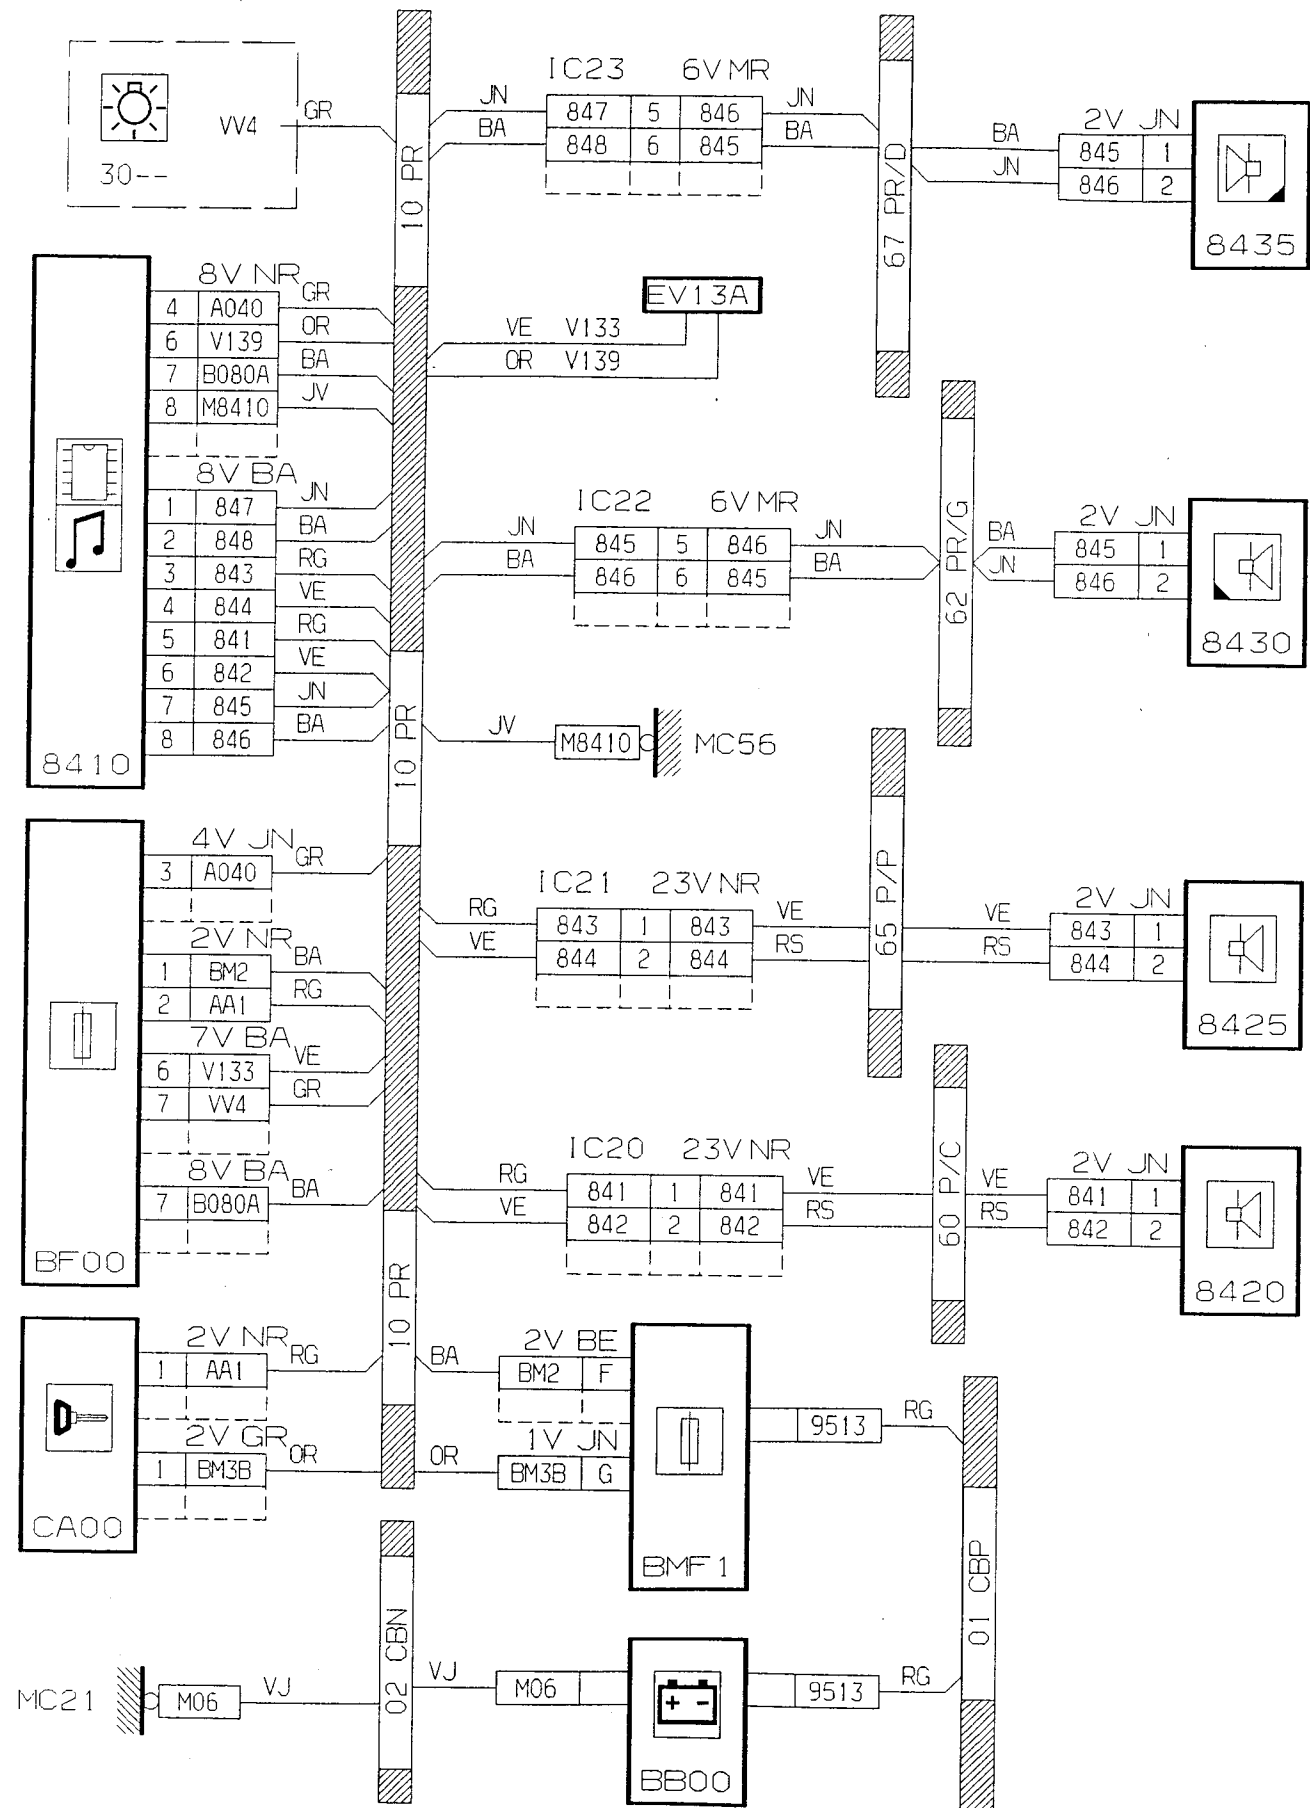 VV4 GR
30--
10 PR
IC23 6V MR
JN 847 5 846 JN
BA 848 6 845 BA
67 PR/D
2V JN
BA 845 1
JN 846 2
8435
8V NR
4 A040 GR
6 V139 OR
7 B080A BA
8 M8410 JV
EV13A
VE V133
OR V139
8V BA
1 847 JN
2 848 BA
3 843 RG
4 844 VE
5 841 RG
6 842 VE
7 845 JN
8 846 BA
8410
IC22 6V MR
JN 845 5 846 JN
BA 846 6 845 BA
62 PR/G
2V JN
BA 845 1
JN 846 2
8430
10 PR
JV M8410 MC56
4V JN
3 A040 GR
2V NR
1 BM2 BA
2 AA1 RG
7V BA
6 V133 VE
7 VV4 GR
8V BA
7 B080A BA
BF00
IC21 23V NR
RG 843 1 843 VE
VE 844 2 844 RS
65 P/P
2V JN
VE 843 1
RS 844 2
8425
IC20 23V NR
RG 841 1 841 VE
VE 842 2 842 RS
60 P/C
2V JN
VE 841 1
RS 842 2
8420
10 PR
2V NR
1 AA1 RG
2V GR
1 BM3B OR
CA00
2V BE
BA BM2 F
1V JN
OR BM3B G
BMF1
9513 RG
01 CBP
02 CBN
MC21 M06 VJ
VJ M06
BB00
9513 RG